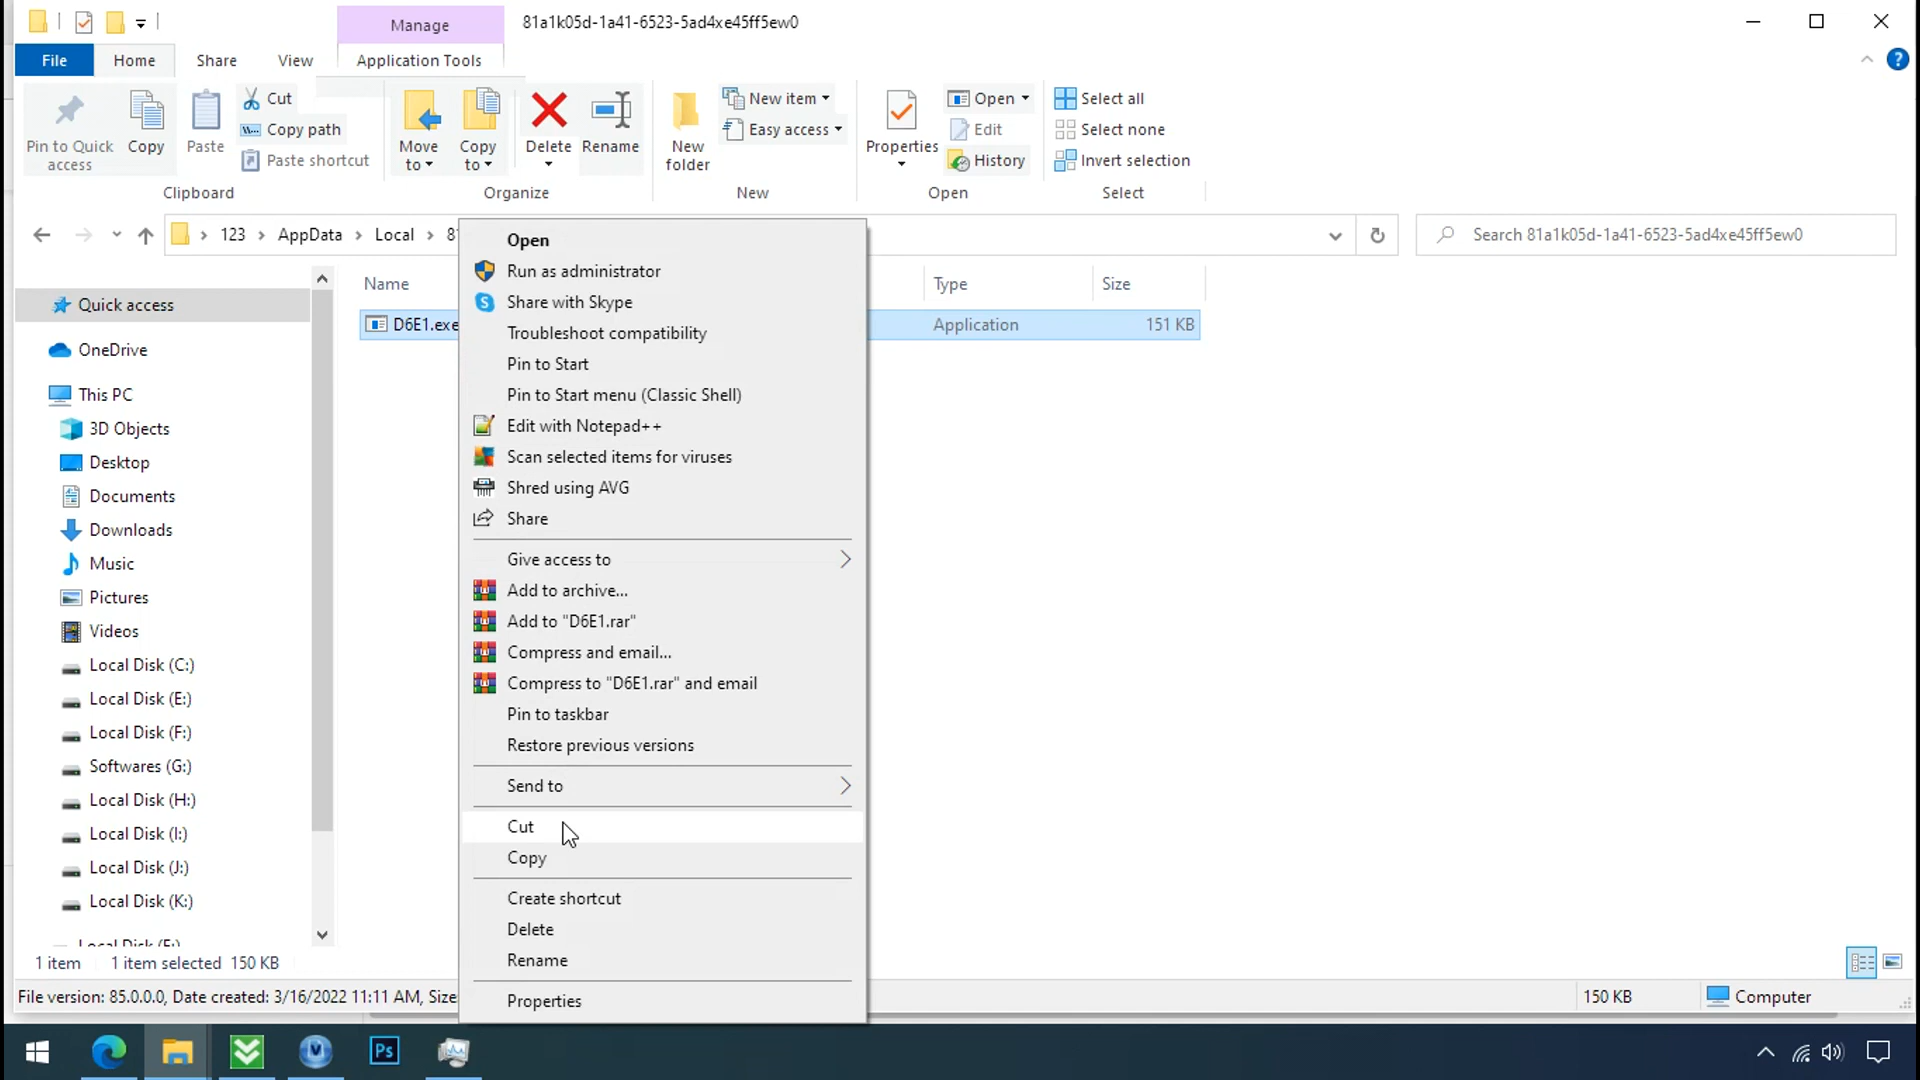 Manage
81a1k05d-1a41-6523-5ad4xe45ff5ew0
File
Home
Share
View
Application Tools
Pin to Quick access
Copy
Paste
Cut
Copy path
Paste shortcut
Clipboard
Move to
Copy to
Delete
Rename
Organize
New folder
New item
Easy access
New
Properties
Open
Edit
History
Open
Select all
Select none
Invert selection
Select
123 > AppData > Local > 8
Search 81a1k05d-1a41-6523-5ad4xe45ff5ew0
Name
Type
Size
D6E1.exe
Application
151 KB
Quick access
OneDrive
This PC
3D Objects
Desktop
Documents
Downloads
Music
Pictures
Videos
Local Disk (C:)
Local Disk (E:)
Local Disk (F:)
Softwares (G:)
Local Disk (H:)
Local Disk (I:)
Local Disk (J:)
Local Disk (K:)
Open
Run as administrator
Share with Skype
Troubleshoot compatibility
Pin to Start
Pin to Start menu (Classic Shell)
Edit with Notepad++
Scan selected items for viruses
Shred using AVG
Share
Give access to
Add to archive...
Add to "D6E1.rar"
Compress and email...
Compress to "D6E1.rar" and email
Pin to taskbar
Restore previous versions
Send to
Cut
Copy
Create shortcut
Delete
Rename
Properties
1 item
1 item selected 150 KB
File version: 85.0.0.0, Date created: 3/16/2022 11:11 AM, Size
150 KB
Computer
Ps